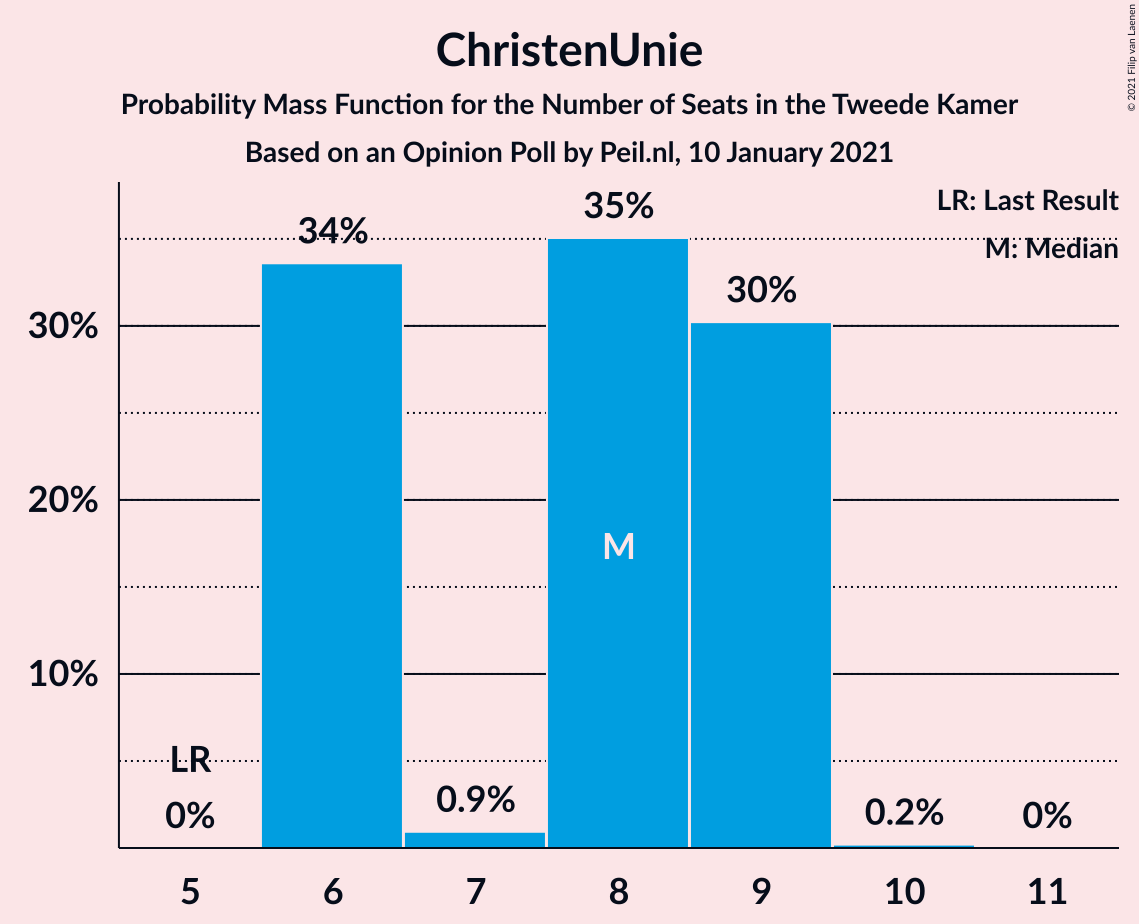 ChristenUnie
Probability Mass Function for the Number of Seats in the Tweede Kamer
Based on an Opinion Poll by Peil.nl, 10 January 2021
© 2021 Filip van Laenen
LR: Last Result
M: Median
34%
35%
30%
30%
20%
10%
M
LR
0%
0.9%
0.2%
0%
5 6 7 8 9 10 11